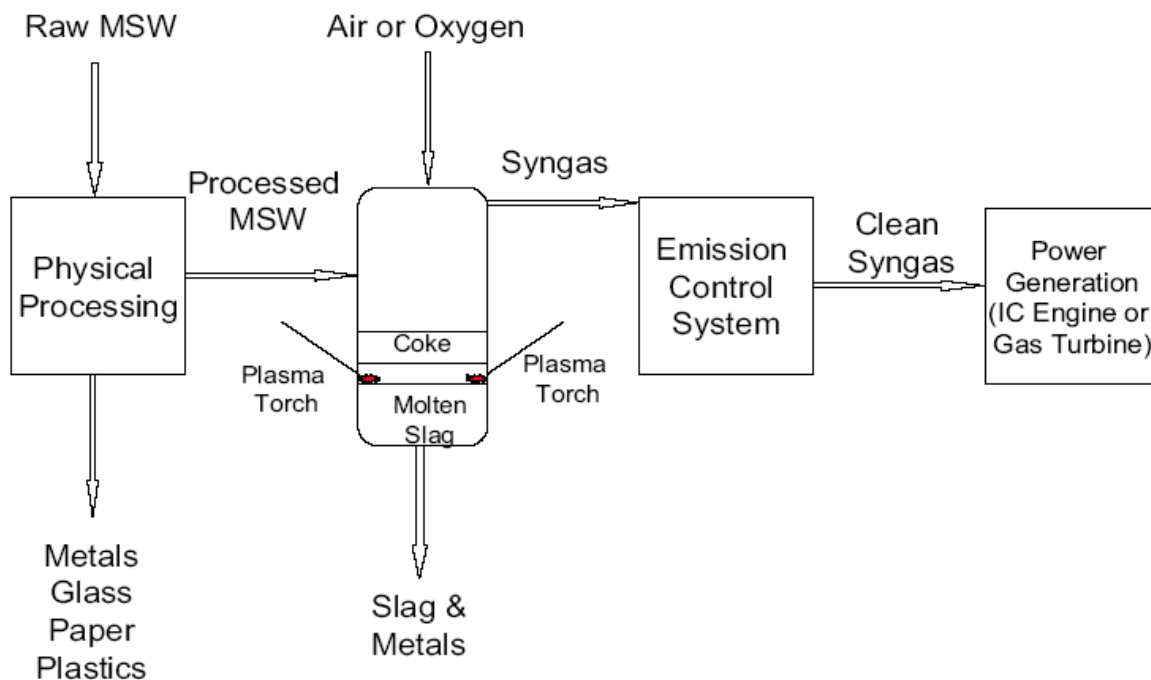 Raw MSW
Air or Oxygen
Processed
MSW
Syngas
Physical
Processing
Emission
Control
System
Clean
Syngas
Power
Generation
(IC Engine or
Gas Turbine)
Coke
Plasma
Torch
Plasma
Torch
Molten
Slag
Metals
Glass
Paper
Plastics
Slag &
Metals